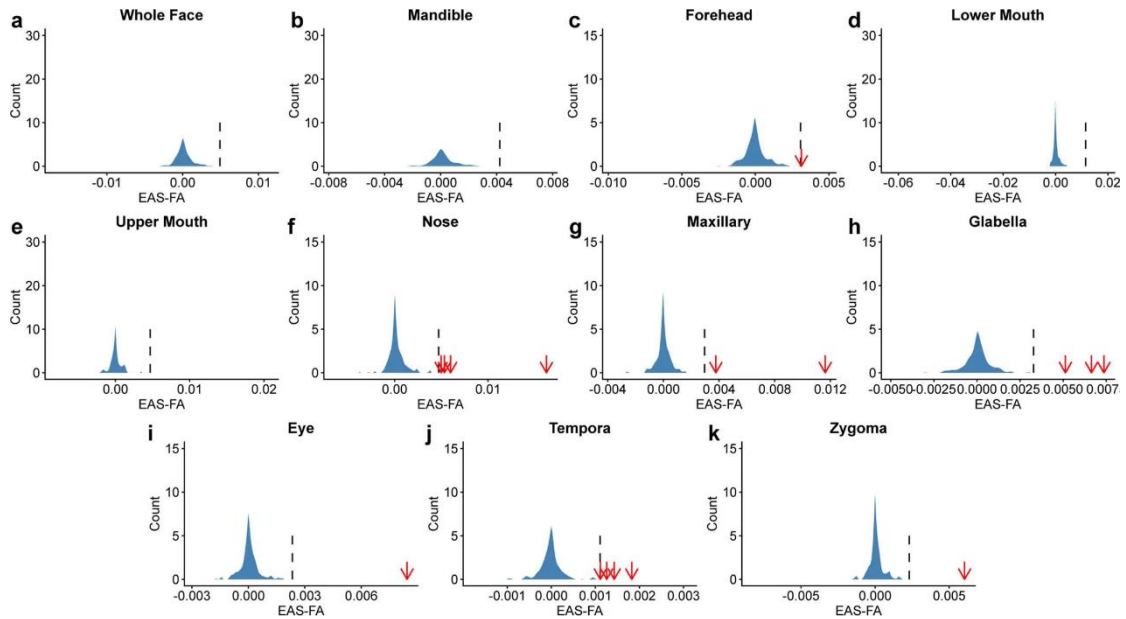 a Whole Face
30
20
10
0
Count
-0.01 0.00 0.01
EAS-FA
b Mandible
30
20
10
0
Count
-0.008 -0.004 0.000 0.004 0.008
EAS-FA
c Forehead
15
10
5
0
Count
-0.010 -0.005 0.000 0.005
EAS-FA
d Lower Mouth
30
20
10
0
Count
-0.06 -0.04 -0.02 0.00 0.02
EAS-FA
e Upper Mouth
30
20
10
0
Count
0.00 0.01 0.02
EAS-FA
f Nose
15
10
5
0
Count
0.00 0.01
EAS-FA
g Maxillary
15
10
5
0
Count
-0.004 0.000 0.004 0.008 0.012
EAS-FA
h Glabella
15
10
5
0
Count
-0.0050 -0.0025 0.0000 0.0025 0.0050 0.007
EAS-FA
i Eye
15
10
5
0
Count
-0.003 0.000 0.003 0.006
EAS-FA
j Tempora
15
10
5
0
Count
-0.001 0.000 0.001 0.002 0.003
EAS-FA
k Zygoma
15
10
5
0
Count
-0.005 0.000 0.005
EAS-FA